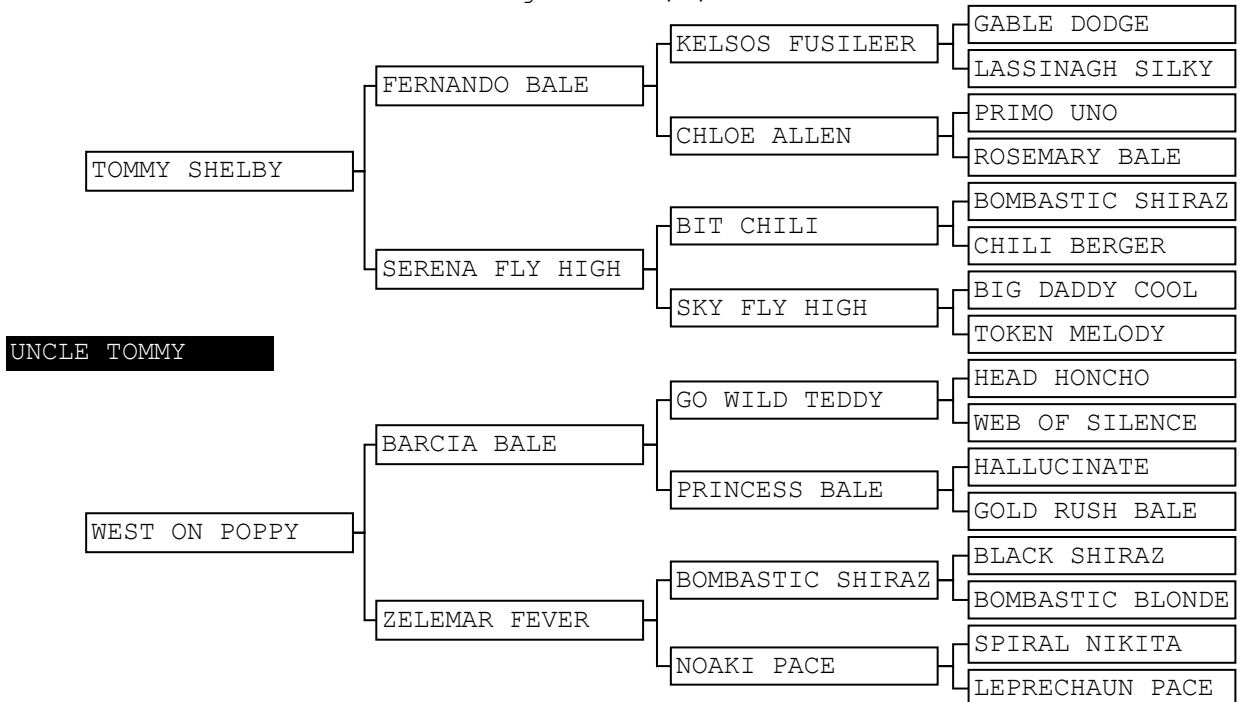 GABLE DODGE
KELSOS FUSILEER
LASSINAGH SILKY
FERNANDO BALE
PRIMO UNO
CHLOE ALLEN
ROSEMARY BALE
TOMMY SHELBY
BOMBASTIC SHIRAZ
BIT CHILI
CHILI BERGER
SERENA FLY HIGH
BIG DADDY COOL
SKY FLY HIGH
TOKEN MELODY
UNCLE TOMMY
HEAD HONCHO
GO WILD TEDDY
WEB OF SILENCE
BARCIA BALE
HALLUCINATE
PRINCESS BALE
GOLD RUSH BALE
WEST ON POPPY
BLACK SHIRAZ
BOMBASTIC SHIRAZ
BOMBASTIC BLONDE
ZELEMAR FEVER
SPIRAL NIKITA
NOAKI PACE
LEPRECHAUN PACE